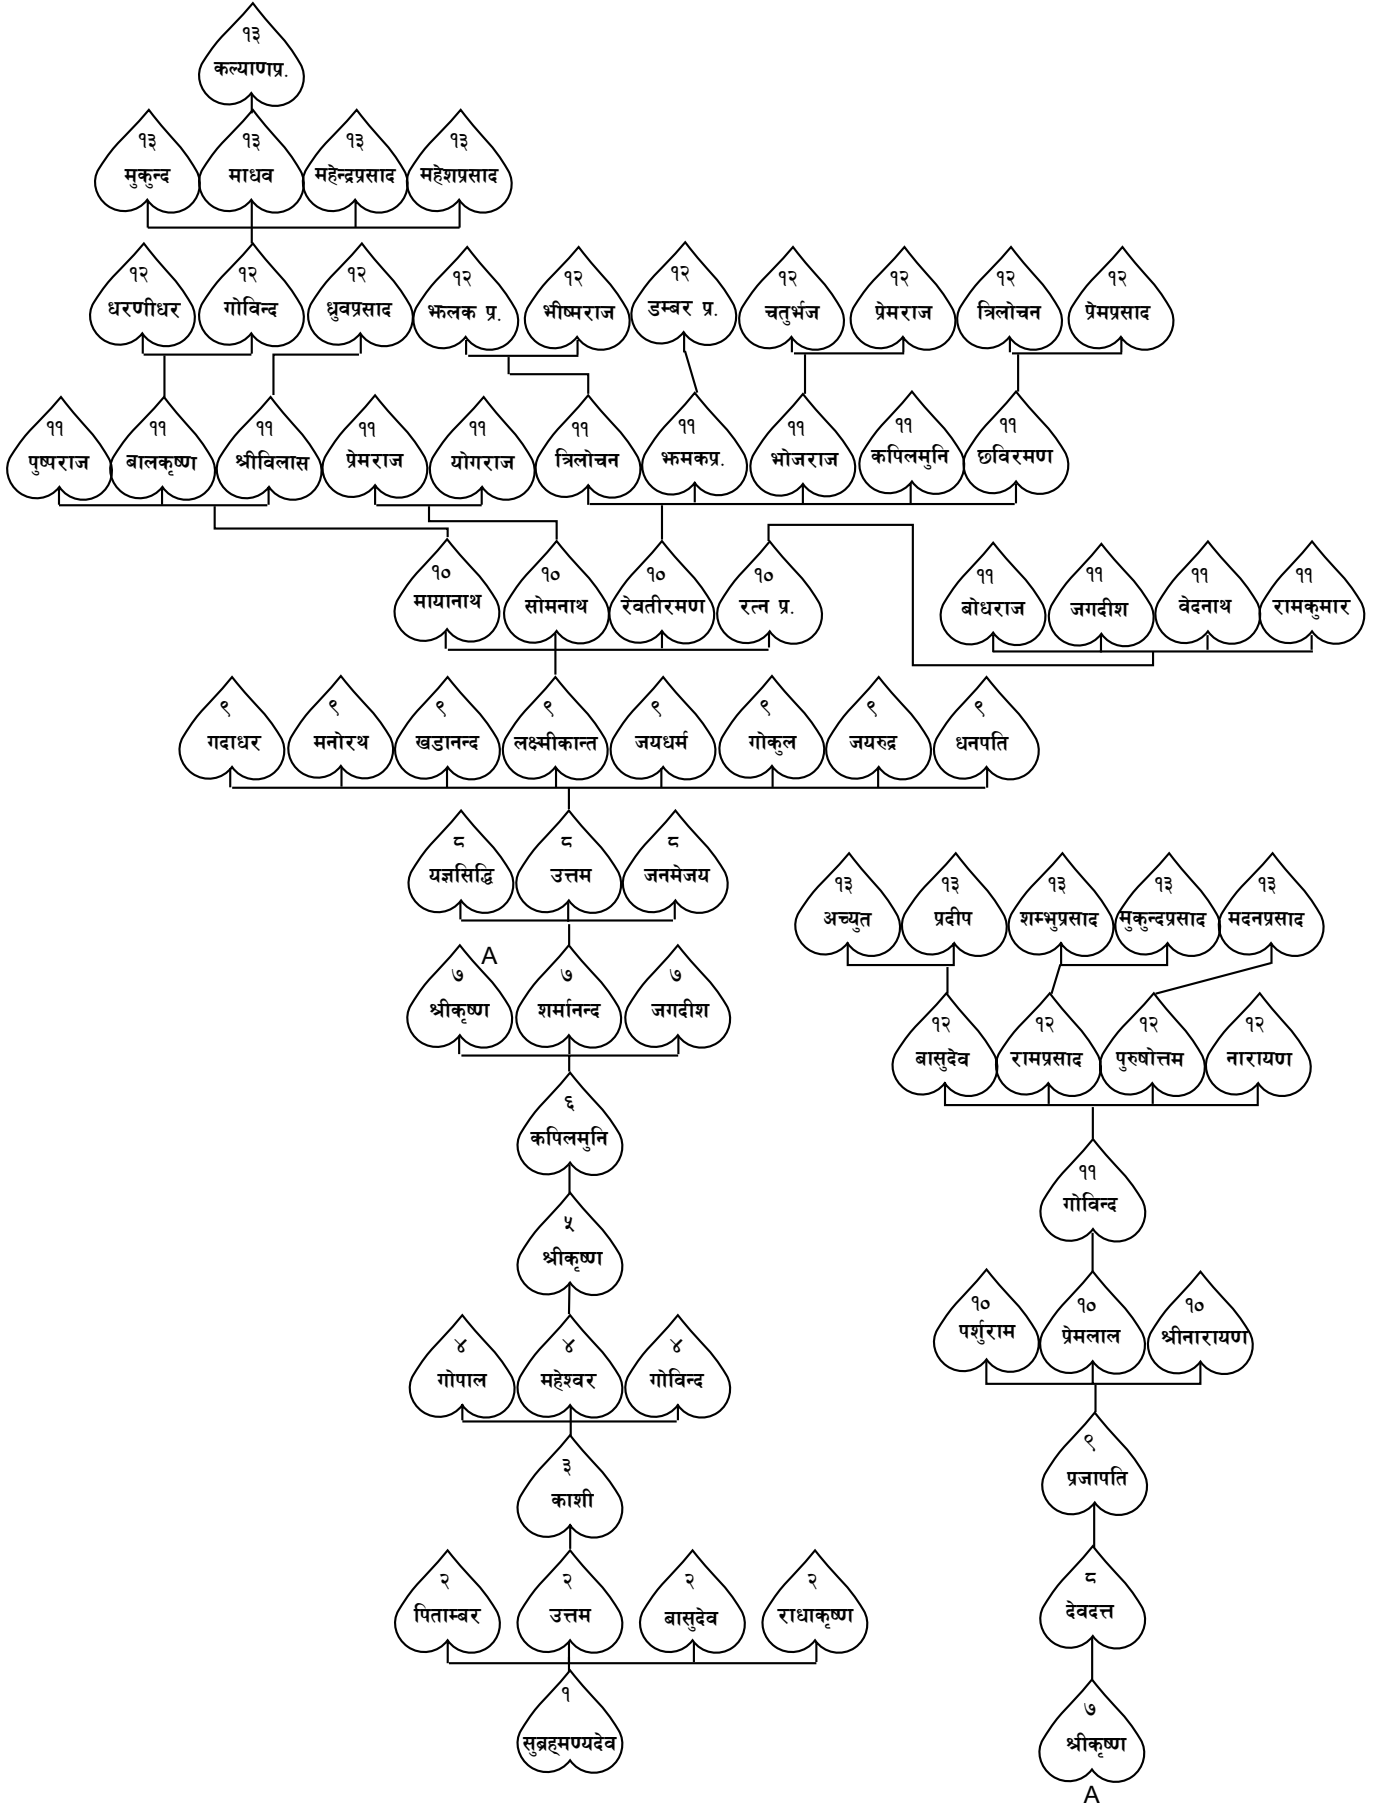 १३
कल्याणप्र.
१३ १३ १३ १३
मुकुन्द माधव महेन्द्रप्रसाद महेशप्रसाद
१२ १२ १२ १२ १२ १२ १२ १२ १२ १२
धरणीधर गोविन्द ध्रुवप्रसाद झलक प्र. भीष्मराज डम्बर प्र. चतुर्भज प्रेमराज त्रिलोचन प्रेमप्रसाद
११ ११ ११ ११ ११ ११ ११ ११ ११ ११
पुष्पराज बालकृष्ण श्रीविलास प्रेमराज योगराज त्रिलोचन झमकप्र. भोजराज कपिलमुनि छविरमण
१० १० १० १० ११ ११ ११ ११
मायानाथ सोमनाथ रेवतीरमण रत्न प्र. बोधराज जगदीश वेदनाथ रामकुमार
९ ९ ९ ९ ९ ९ ९ ९
गदाधर मनोरथ खडानन्द लक्ष्मीकान्त जयधर्म गोकुल जयरुद्र धनपति
८ ८ ८
यज्ञसिद्धि उत्तम जनमेजय
A
७ ७ ७
श्रीकृष्ण शर्मानन्द जगदीश
६
कपिलमुनि
५
श्रीकृष्ण
४ ४ ४
गोपाल महेश्वर गोविन्द
३
काशी
२ २ २ २
पिताम्बर उत्तम बासुदेव राधाकृष्ण
१
सुब्रह्मण्यदेव
१३ १३ १३ १३ १३
अच्युत प्रदीप शम्भुप्रसाद मुकुन्दप्रसाद मदनप्रसाद
१२ १२ १२ १२
बासुदेव रामप्रसाद पुरुषोत्तम नारायण
११
गोविन्द
१० १० १०
पर्शुराम प्रेमलाल श्रीनारायण
९
प्रजापति
८
देवदत्त
७
श्रीकृष्ण
A